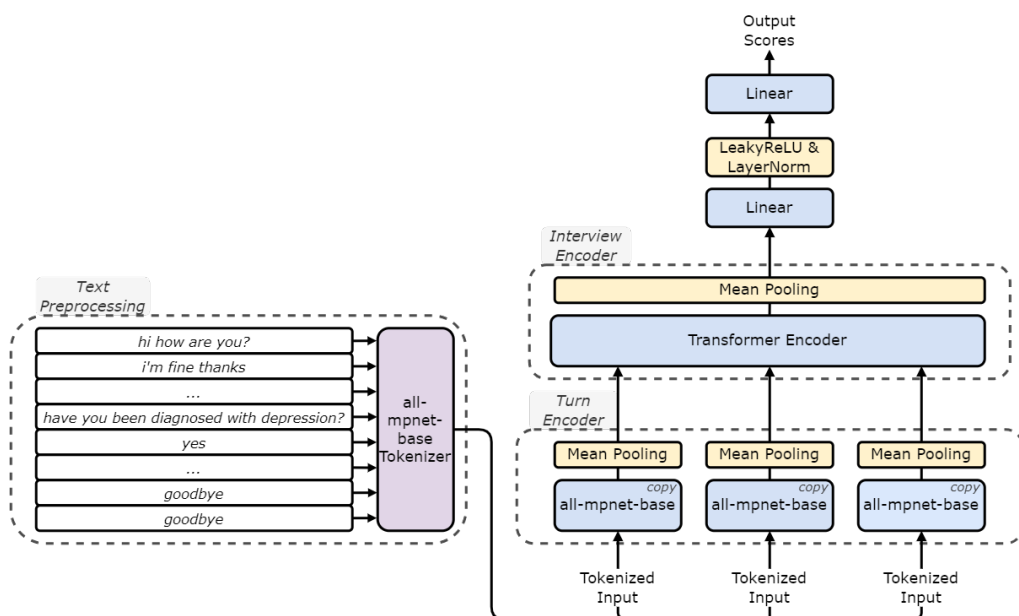 Output
Scores
Linear
LeakyReLU &
LayerNorm
Linear
Interview
Encoder
Mean Pooling
Transformer Encoder
Text
Preprocessing
hi how are you?
i'm fine thanks
...
have you been diagnosed with depression?
yes
...
goodbye
goodbye
all-
mpnet-
base
Tokenizer
Turn
Encoder
Mean Pooling
Mean Pooling
Mean Pooling
copy
all-mpnet-base
copy
all-mpnet-base
copy
all-mpnet-base
Tokenized
Input
Tokenized
Input
Tokenized
Input